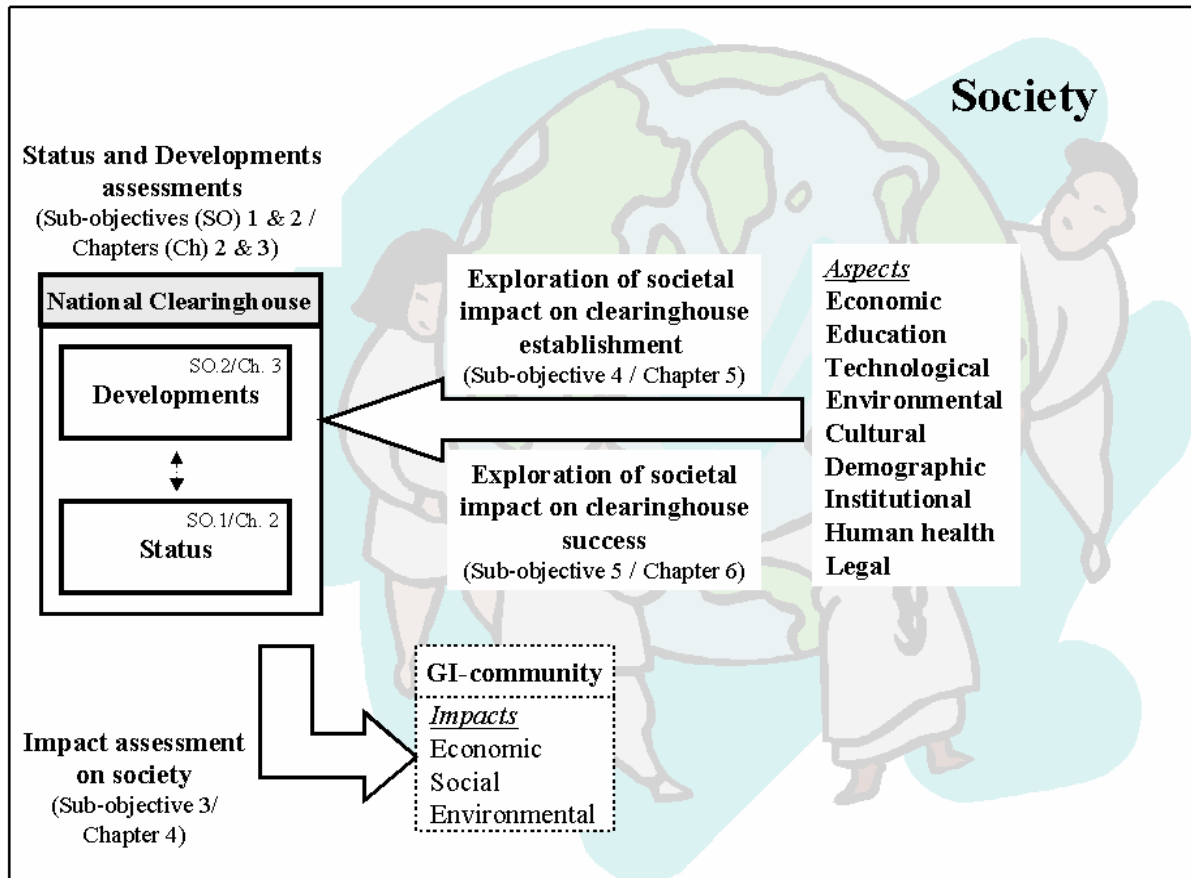 Society
Status and Developments
assessments
(Sub-objectives (SO) 1 & 2 /
Chapters (Ch) 2 & 3)
National Clearinghouse
SO.2/Ch. 3
Developments
SO.1/Ch. 2
Status
Exploration of societal
impact on clearinghouse
establishment
(Sub-objective 4 / Chapter 5)
Exploration of societal
impact on clearinghouse
success
(Sub-objective 5 / Chapter 6)
Aspects
Economic
Education
Technological
Environmental
Cultural
Demographic
Institutional
Human health
Legal
Impact assessment
on society
(Sub-objective 3/
Chapter 4)
GI-community
Impacts
Economic
Social
Environmental